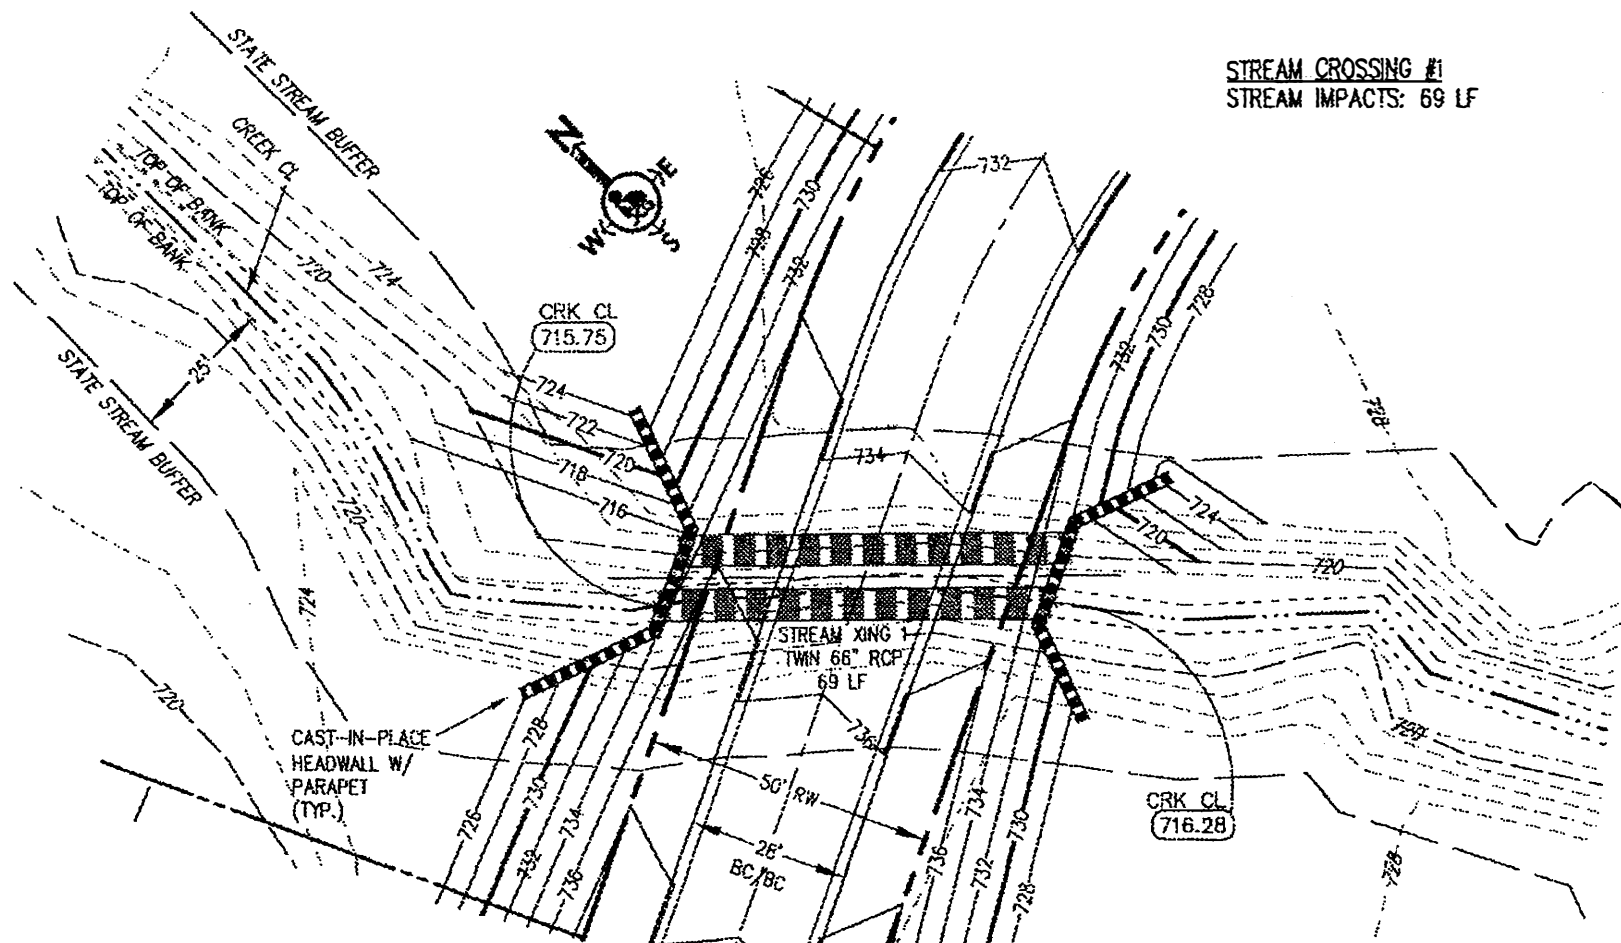 STREAM CROSSING #1
STREAM IMPACTS: 69 LF
STATE STREAM BUFFER
CREEK CL
TOP OF BANK
TOP OF BANK
N
E
W
S
720
724
732
726
730
728
732
CRK CL
715.75
25'
STATE STREAM BUFFER
728
730
732
728
724
722
720
718
716
734
724
720
720
720
724
STREAM XING 1
TWIN 66" RCP
69 LF
720
CAST-IN-PLACE
HEADWALL W/
PARAPET
(TYP.)
728
736
730
50' RW
726
734
732
736
26'
BC/BC
734
730
736
732
728
CRK CL
716.28
728